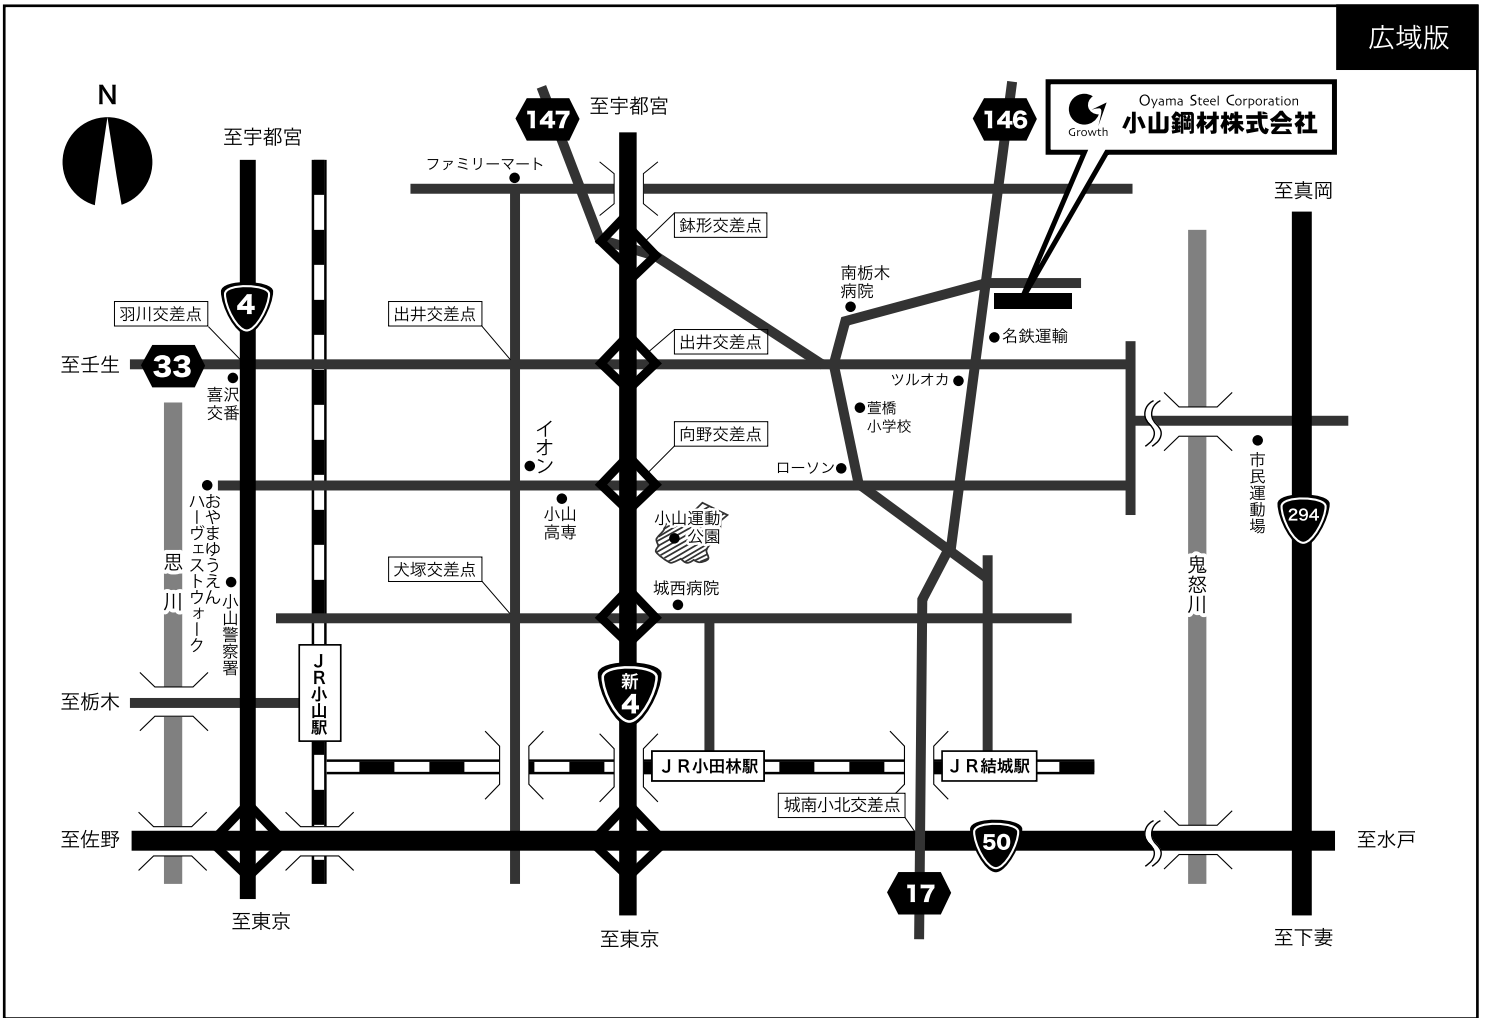 広域版
N
至宇都宮
147
至宇都宮
146
Growth
Oyama Steel Corporation
小山鋼材株式会社
ファミリーマート
至真岡
鉢形交差点
南栃木
病院
4
羽川交差点
出井交差点
出井交差点
名鉄運輸
至壬生
33
喜沢
交番
ツルオカ
萱橋
小学校
イオン
向野交差点
ローソン
市民運動場
294
おやまゆうえん
ハーヴェストウォーク
小山
高専
小山運動
公園
思川
小山警察署
犬塚交差点
城西病院
鬼怒川
至栃木
JR小山駅
新
4
JR小田林駅
JR結城駅
城南小北交差点
至佐野
50
至水戸
17
至東京
至東京
至下妻